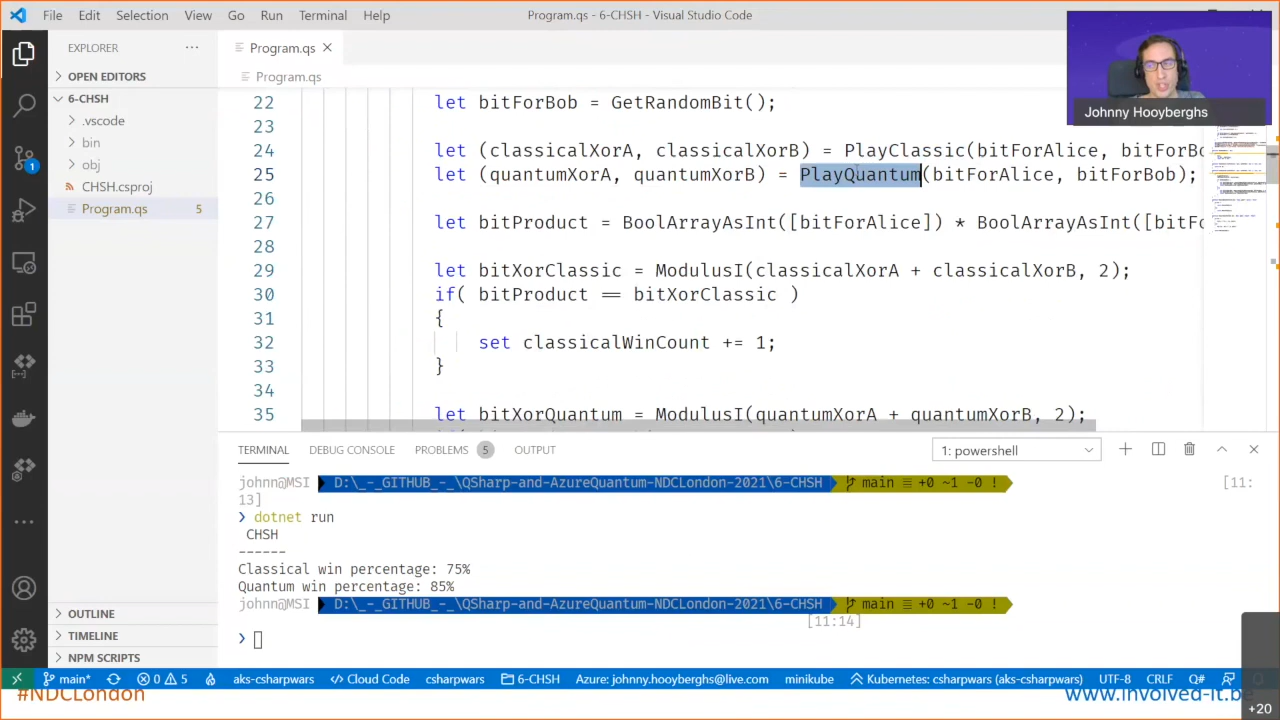 File Edit Selection View Go Run Terminal Help
Program.qs - 6-CHSH - Visual Studio Code
EXPLORER ···
Program.qs ×
Johnny Hooyberghs
OPEN EDITORS
Program.qs
6-CHSH
.vscode
bin
obj
CHSH.csproj
Program.qs 5
22 let bitForBob = GetRandomBit();
23
24 let (classicalXorA, = PlayClassic bitForAlice, bitForBo
25 let (quantumXorA, quantumXorB) = PlayQuantum(bitForAlice, bitForBob);
26
27 let bitProduct = BoolArrayAsInt([bitForAlice]) * BoolArrayAsInt([bitFo
28
29 let bitXorClassic = ModulusI(classicalXorA + classicalXorB, 2);
30 if( bitProduct == bitXorClassic )
31 {
32 set classicalWinCount += 1;
33 }
34
35 let bitXorQuantum = ModulusI(quantumXorA + quantumXorB, 2);
TERMINAL DEBUG CONSOLE PROBLEMS 5 OUTPUT
1: powershell
johnn@MSI D:\_-_GITHUB_-_\QSharp-and-AzureQuantum-NDCLondon-2021\6-CHSH main ≡ +0 ~1 -0 ! [11:
13]
❯ dotnet run
CHSH
------
Classical win percentage: 75%
Quantum win percentage: 85%
johnn@MSI D:\_-_GITHUB_-_\QSharp-and-AzureQuantum-NDCLondon-2021\6-CHSH main ≡ +0 ~1 -0 !
[11:14]
❯
OUTLINE
TIMELINE
NPM SCRIPTS
1
main* 0 5 aks-csharpwars Cloud Code csharpwars 6-CHSH Azure: johnny.hooyberghs@live.com minikube Kubernetes: csharpwars (aks-csharpwars) UTF-8 CRLF Q#
#NDCLondon
www.involved-it.be
+20